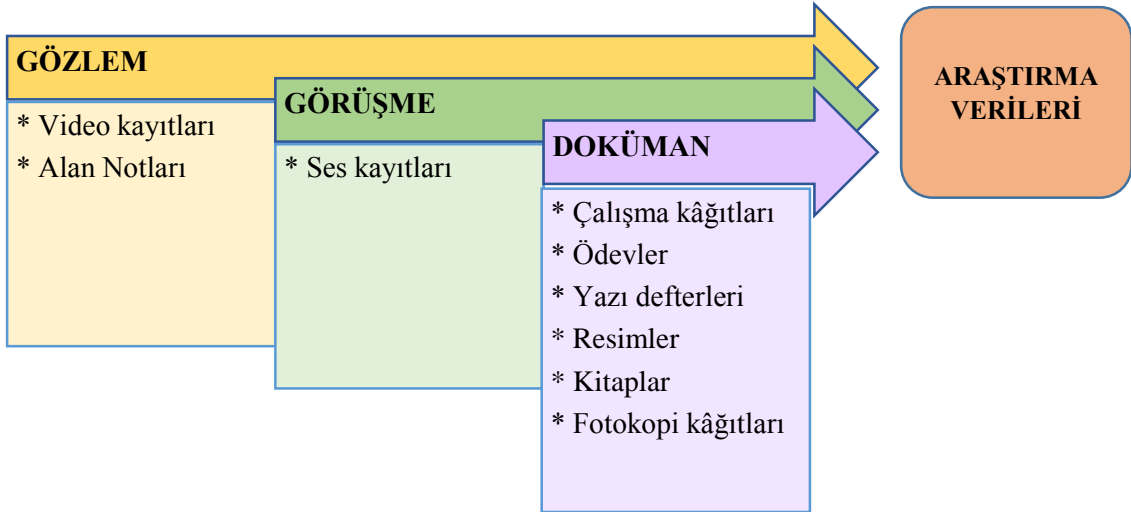 GÖZLEM
* Video kayıtları
* Alan Notları
GÖRÜŞME
* Ses kayıtları
DOKÜMAN
* Çalışma kâğıtları
* Ödevler
* Yazı defterleri
* Resimler
* Kitaplar
* Fotokopi kâğıtları
ARAŞTIRMA
VERİLERİ